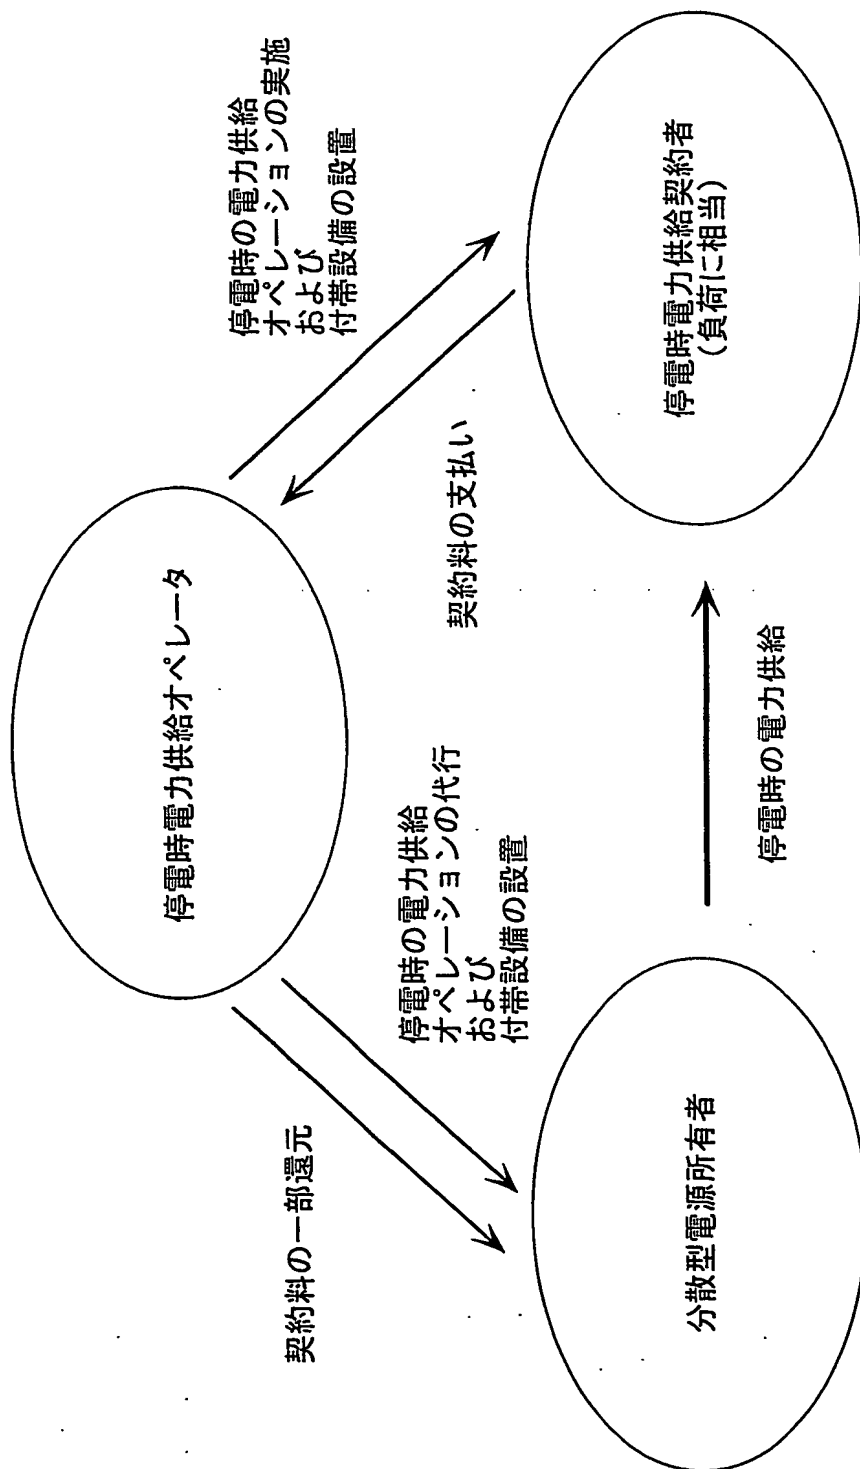 停電時電力供給オペレータ
契約料の一部還元
停電時の電力供給
オペレーションの代行
および
付帯設備の設置
契約料の支払い
停電時の電力供給
オペレーションの実施
および
付帯設備の設置
分散型電源所有者
停電時の電力供給
停電時電力供給契約者
(負荷に相当)